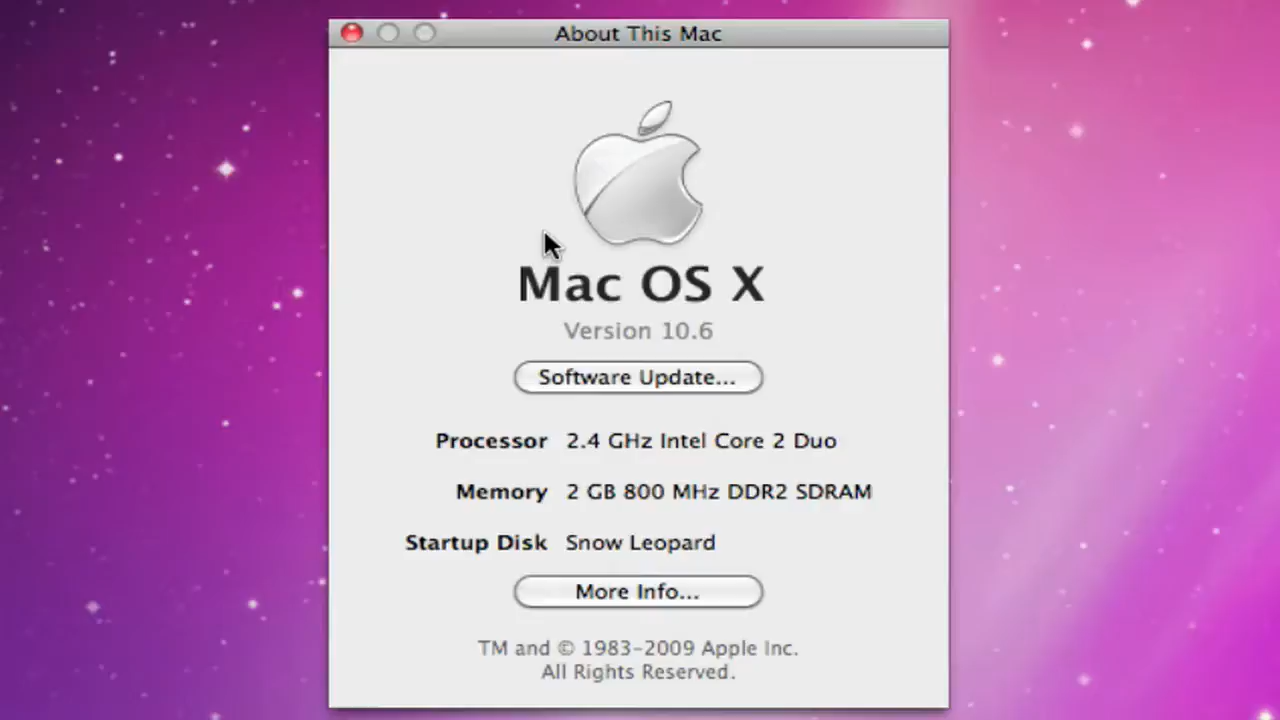 About This Mac
Mac OS X
Version 10.6
Software Update...
Processor 2.4 GHz Intel Core 2 Duo
Memory 2 GB 800 MHz DDR2 SDRAM
Startup Disk Snow Leopard
More Info...
TM and © 1983-2009 Apple Inc.
All Rights Reserved.